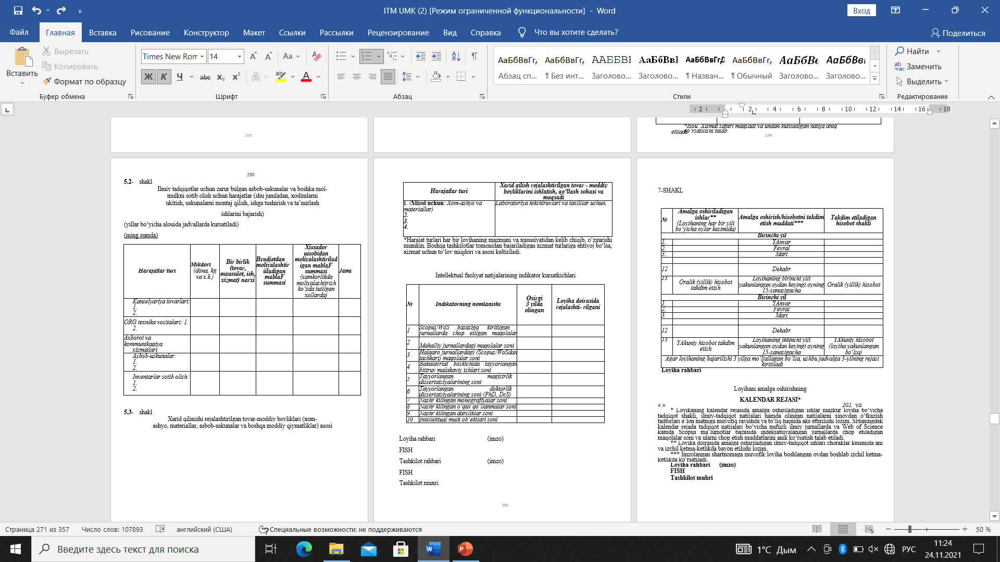 ITM UMK (2) [Режим ограниченной функциональности] - Word
Вход
Файл Главная Вставка Рисование Конструктор Макет Ссылки Рассылки Рецензирование Вид Справка Что вы хотите сделать? Поделиться
Вставить
Вырезать
Копировать
Формат по образцу
Буфер обмена
Times New Ron 14
Шрифт
Абзац
АаБбВвГг, АаБбВвГг, ААББВІ АаБбВвІ АаБбВвГгД АаБбВвГг, АаБбВв АаБбВвІ
Абзац сп... ¶ Без инт... Заголово... Заголово... ¶ Назван... ¶ Обычный Заголово... Заголово...
Стили
Найти
Заменить
Выделить
Редактирование
2 2 4 6 8 10 12 14 16 18
277
*Izou: Xizmat safari maqsadi va undan kutiladigan natija aniq
ko‘rsatilishi talab
etiladi.
279
280
5.2- shakl
Ilmiy tadqiqotlar uchun zarur bulgan asbob-uskunalar va boshka mol-
mulkni sotib olish uchun harajatlar (shu jumladan, xodimlarni
ukitish, uskunalarni montaj qilish, ishga tushirish va ta’mirlash
ishlarini bajarish)
(yillar bo‘yicha alouida jadvallarda kursatiladi)
(ming sumda)
Harajatlar turi
Mikdori (dona, kg va x.k.)
Bir birlik (tovar, mausulot, ish, xizmat) narxi
Byudjetdan moliyalashtir iiladigan mablaF summasi
Xissador uisobidan moliyalashtirilad igan mablaF summasi (xamkorlikda moliyalashtirish ko‘zda tutilgan xollarda)
Jami
Kanselyariya tovarlari:
1.
2.
ORG texnika vositalari: 1.
2.
Axborot va
kommunikaqiya
xizmatlari
Asbob-uskunalar:
1.
2.
Inventarlar sotib olish:
1.
2.
5.3- shakl
Xarid qilinishi rejalashtirilgan tovar-moddiy boyliklari (xom-
ashyo, materiallar, asbob-uskunalar va boshqa moddiy qiymatliklar) asosi
Harajatlar turi
Xarid qilish rejalashtirilgan tovar - moddiy boyliklarini ishlatish, qo‘llash sohasi va maqsadi
1. (Misol uchun: Xom-ashyo va materiallar)
Laboratoriya tekshiruvlari va taxlillar uchun.
2.
3.
4.
*Harajat turlari har bir loyihaning mazmuni va xususiyatidan kelib chiqib, o‘zgarishi
mumkin. Boshqa tashkilotlar tomonidan bajariladigan xizmat turlariga ehtiyoj bo‘lsa,
xizmat uchun to‘lov miqdori va asosi keltiriladi.
Intellektual faoliyat natijalarining indikator kursatkichlari
№ Indikatorning nomlanishi
Oxirgi 3 yilda olingan
Loyiha doirasida rejalashti- rilgani
1 Scopus/WoS bazasiga kiritilgan jurnallarda chop etilgan maqolalar
2 Mahalliy jurnallardagi maqolalar soni
3 Halqaro jurnallardagi (Scopus/WoSdan tashkari) maqolalar soni
4 Bakalavriat boskichida tayyorlangan bitiruv malakaviy ishlari soni
5 Tayyorlangan magistrlik dissertatsiyalarining soni
6 Tayyorlangan doktorlik dissertatsiyalarining soni (PhD, DcS)
7 Nashr kilingan monografiyalar soni
8 Nashr kilingan o‘quv qo‘llanmalar soni
9 Nashr kilingan darsliklar soni
10 Intellektual mulk ob’ektlari soni
Loyiha rahbari (imzo)
FISH
Tashkilot rahbari (imzo)
FISH
Tashkilot muxri
281
7-SHAKL
№
Amalga oshiriladigan ishlar** (Loyihaning har bir yili bo‘yicha oylar kesimida)
Amalga oshirish/hisobotni takdim etish muddati***
Takdim etiladigan hisobot shakli
Birinchi yil
1. YAnvar
2. Fevral
3. Mart
12 Dekabr
13 Oralik (yillik) hisobot takdim etish
Loyihaning birinchi yili yakunlangan oydan keyingi oyning 15-sanasigacha
Oralik (yillik) hisobot
Birinchi yil
1. YAnvar
2. Fevral
3. Mart
12 Dekabr
13 YAkuniy hisobot takdim etish
Loyihaning ikkinchi yili yakunlangan oydan keyingi oyning 15-sanasigacha
YAkuniy hisobot (loyiha yakunlangan bo‘lsa)
Agar loyihaning bajarilishi 3 yilga mo‘ljallagan bo‘lsa, ushbu jadvalga 3-yilning rejasi
kiritiladi
Loyiha rahbari
Loyihani amalga oshirishning
KALENDAR REJASI*
« » 202 yil
* Loyikaning kalendar rejasida amalga oshiriladigan ishlar mazkur loyiha bo‘yicha
tadqiqot shakli, ilmiy-tadqiqot natijalari hamda olingan natijalarni sinovdan o‘tkazish
tadbirlari e’lon matniga muvofiq ravishda va to‘liq hajmda aks ettirilishi lozim. SHuningdek
kalendar rejada tadqiqot natijalari bo‘yicha nufuzli ilmiy jurnallarda va Web of Science
kamda Scopus ma’lumotlar bazasida indeksatsiyalangan jurnallarda chop etiladigan
maqolalar soni va ularni chop etish muddatlarini anik ko‘rsatish talab etiladi.
** Loyika doirasida amalga oshiriladigan ilmiy-tadqiqot ishlari choraklar kesimida ani
va izchil ketma-ketlikda bayon etilishi lozim.
*** Imzolangan shartnomaga muvofik loyiha boshlangan oydan boshlab izchil ketma-
ketlikda ko‘rsatiladi.
Loyiha rahbari (imzo)
FISH
Tashkilot muhri
Страница 271 из 357 Число слов: 107893 английский (США) Специальные возможности: не поддерживаются 50 %
Введите здесь текст для поиска
1°C Дым РУС
11:24
24.11.2021